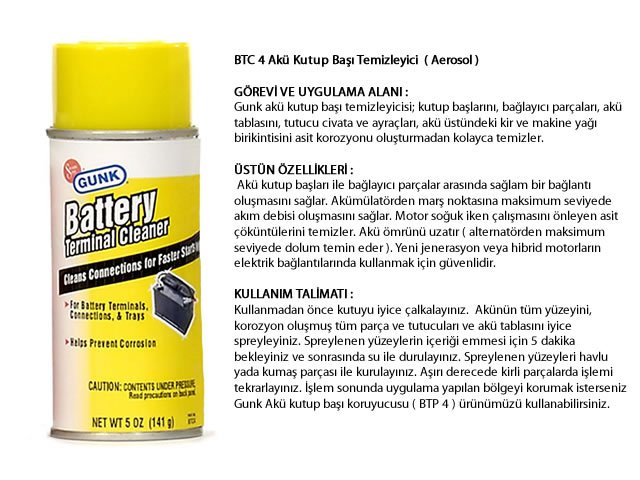 BTC 4 Akü Kutup Başı Temizleyici ( Aerosol )
GÖREVİ VE UYGULAMA ALANI :
Gunk akü kutup başı temizleyicisi; kutup başlarını, bağlayıcı parçaları, akü
tablasını, tutucu civata ve ayraçları, akü üstündeki kir ve makine yağı
birikintisini asit korozyonu oluşturmadan kolayca temizler.
ÜSTÜN ÖZELLİKLERİ :
Akü kutup başları ile bağlayıcı parçalar arasında sağlam bir bağlantı
oluşmasını sağlar. Akümülatörden marş noktasına maksimum seviyede
akım debisi oluşmasını sağlar. Motor soğuk iken çalışmasını önleyen asit
çöküntülerini temizler. Akü ömrünü uzatır ( alternatörden maksimum
seviyede dolum temin eder ). Yeni jenerasyon veya hibrid motorların
elektrik bağlantılarında kullanmak için güvenlidir.
KULLANIM TALİMATI :
Kullanmadan önce kutuyu iyice çalkalayınız. Akünün tüm yüzeyini,
korozyon oluşmuş tüm parça ve tutucuları ve akü tablasını iyice
spreyleyiniz. Spreylenen yüzeylerin içeriği emmesi için 5 dakika
bekleyiniz ve sonrasında su ile durulayınız. Spreylenen yüzeyleri havlu
yada kumaş parçası ile kurulayınız. Aşırı derecede kirli parçalarda işlemi
tekrarlayınız. İşlem sonunda uygulama yapılan bölgeyi korumak isterseniz
Gunk Akü kutup başı koruyucusu ( BTP 4 ) ürünümüzü kullanabilirsiniz.
GUNK
Battery
Terminal Cleaner
Cleans Connections for Faster Starts
For Battery Terminals,
Connections, & Trays
Helps Prevent Corrosion
CAUTION: CONTENTS UNDER PRESSURE.
Read precautions on back panel.
NET WT 5 OZ (141 g)